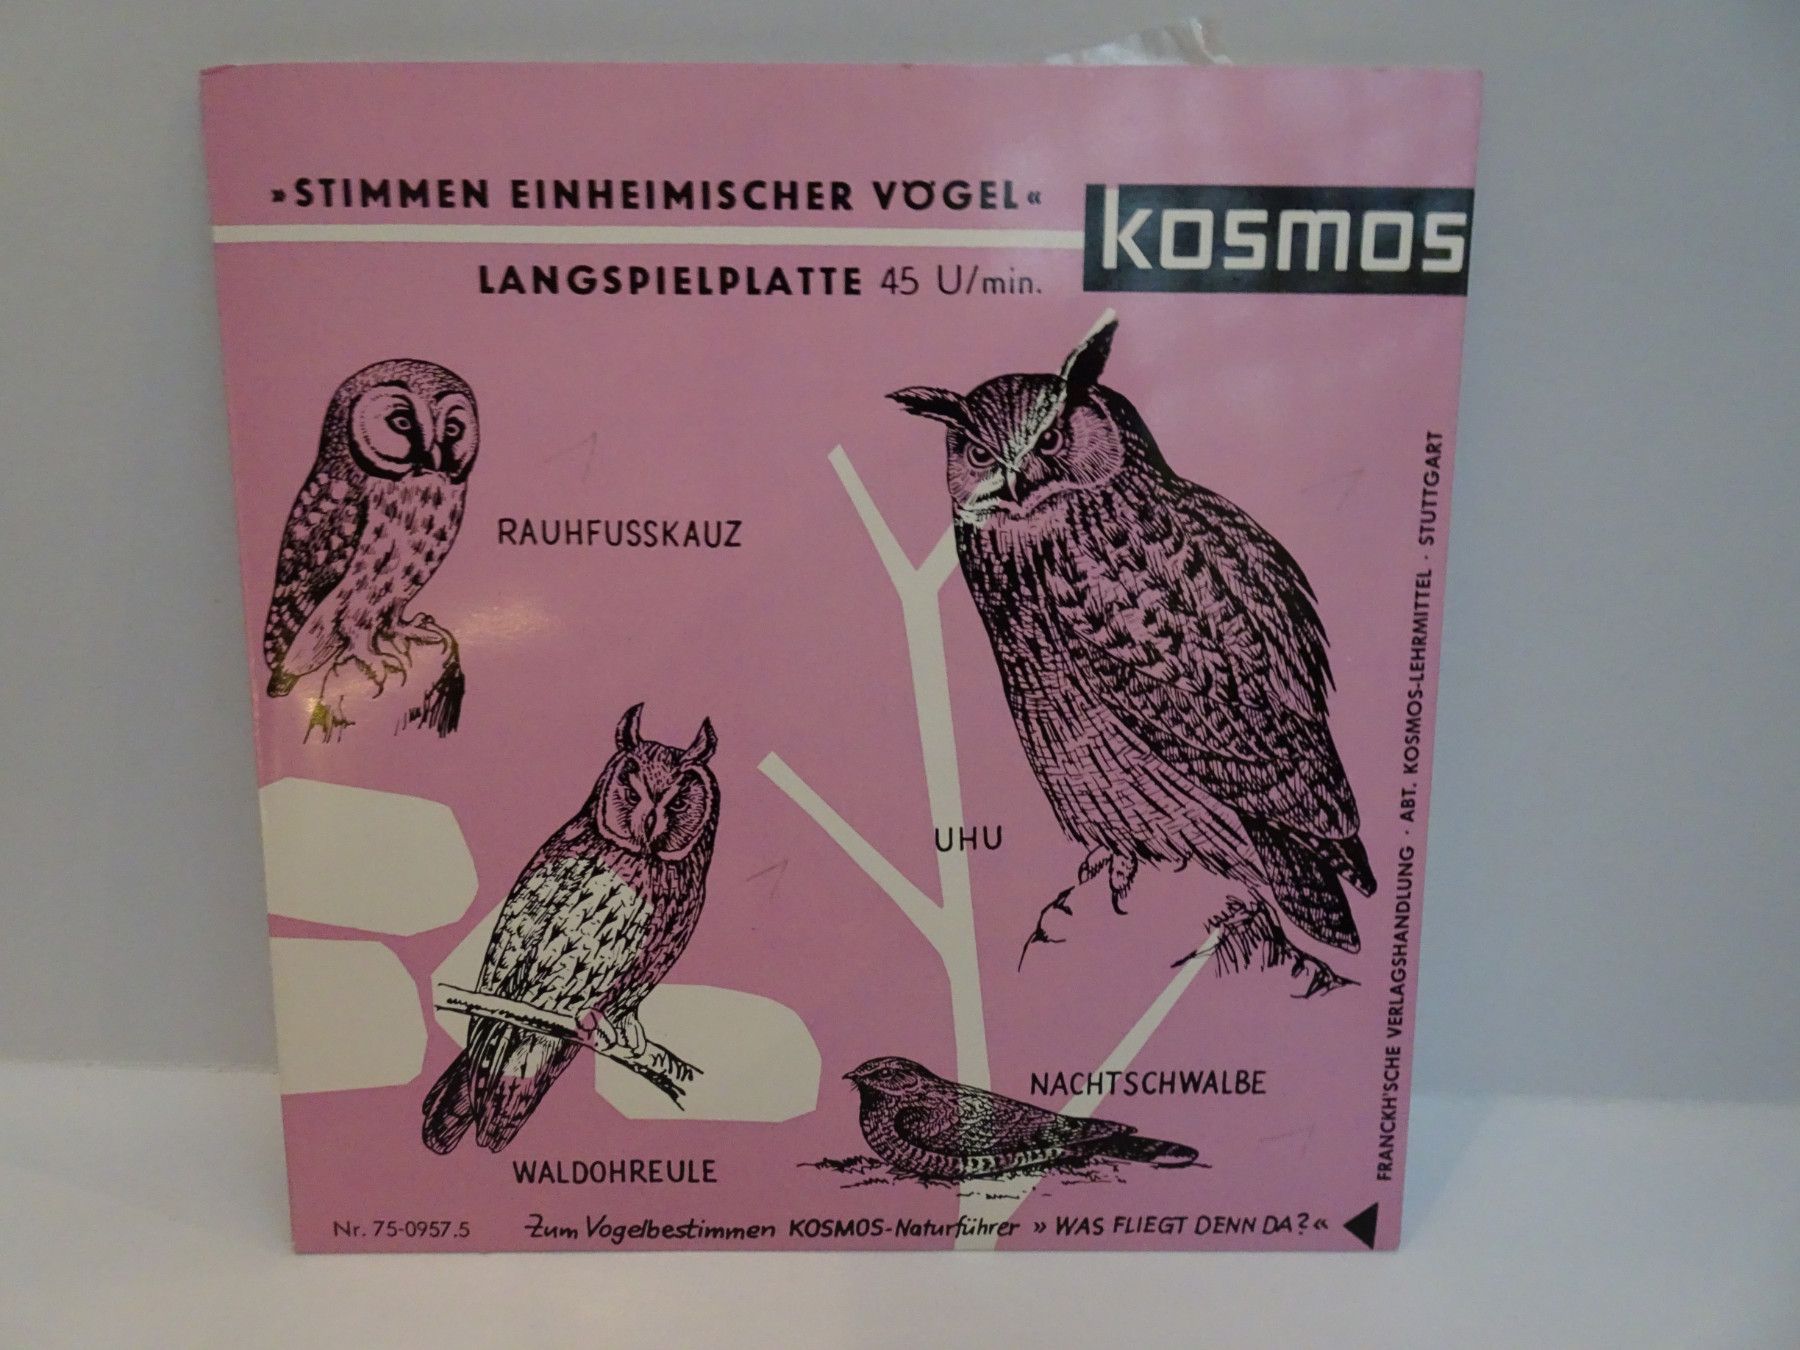 »STIMMEN EINHEIMISCHER VÖGEL«
kosmos
LANGSPIELPLATTE 45 U/min.
RAUHFUSSKAUZ
UHU
NACHTSCHWALBE
WALDOHREULE
Nr. 75-0957.5
Zum Vogelbestimmen KOSMOS-Naturführer »WAS FLIEGT DENN DA?«
FRANCKH'SCHE VERLAGSHANDLUNG · ABT. KOSMOS-LEHRMITTEL · STUTTGART